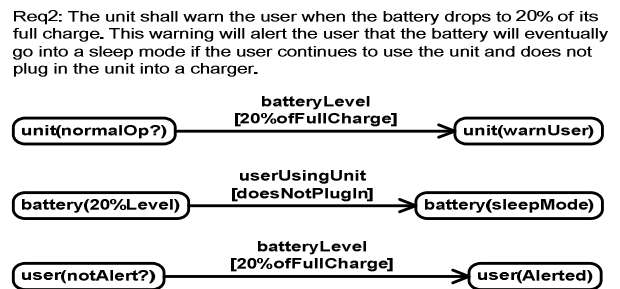 Req2: The unit shall warn the user when the battery drops to 20% of its
full charge. This warning will alert the user that the battery will eventually
go into a sleep mode if the user continues to use the unit and does not
plug in the unit into a charger.
batteryLevel
[20%ofFullCharge]
unit(normalOp?)
unit(warnUser)
userUsingUnit
[doesNotPlugIn]
battery(20%Level)
battery(sleepMode)
batteryLevel
[20%ofFullCharge]
user(notAlert?)
user(Alerted)